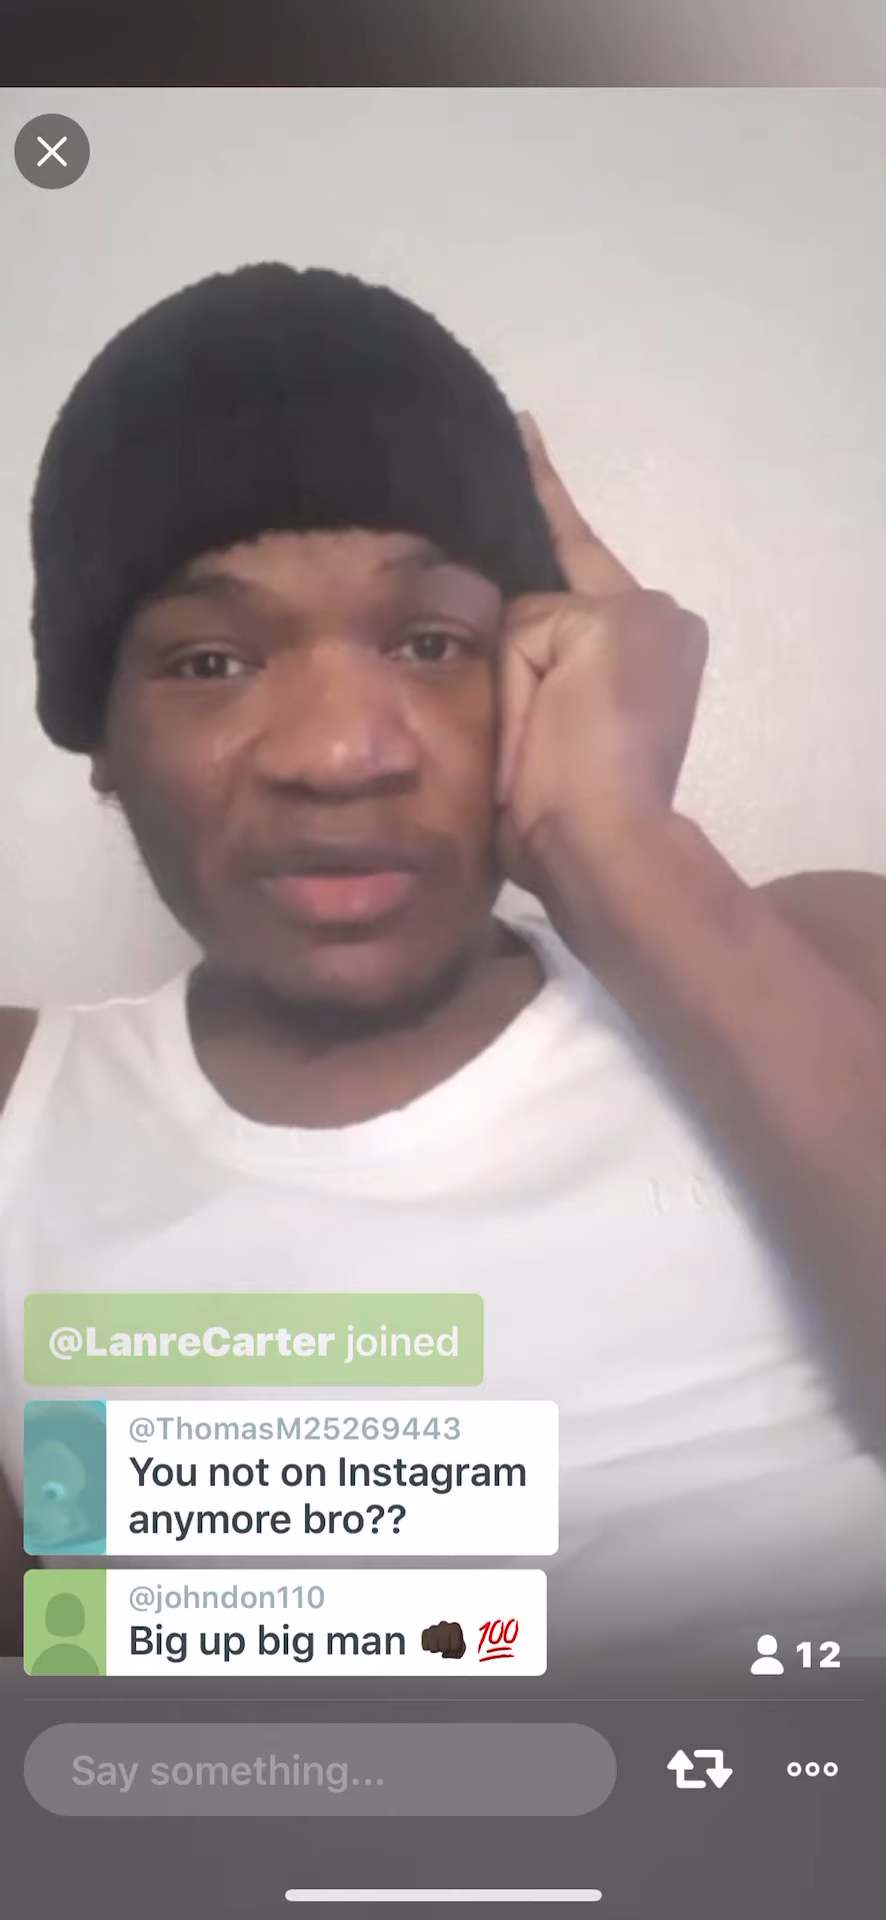 @LanreCarter joined
@ThomasM25269443
You not on Instagram
anymore bro??
@johndon110
Big up big man 👊🏿 💯
12
Say something...